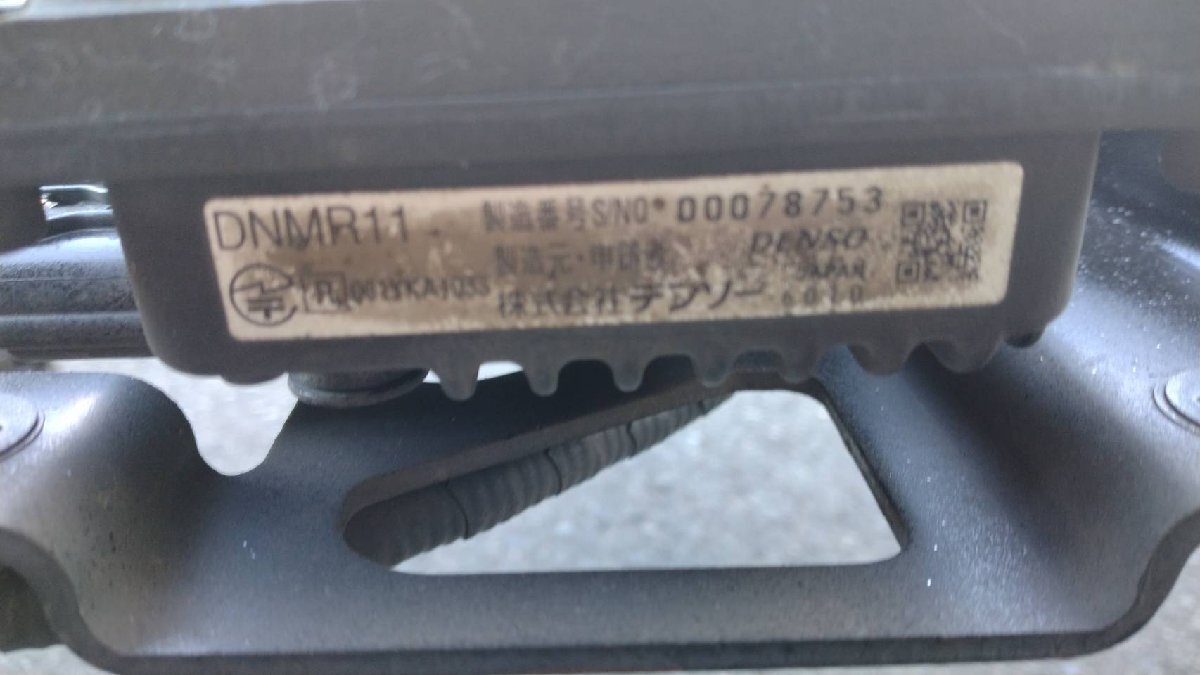 DNMR11
製造番号S/NO* 00078753
製造元・申請者 DENSO
JAPAN
株式会社デンソー